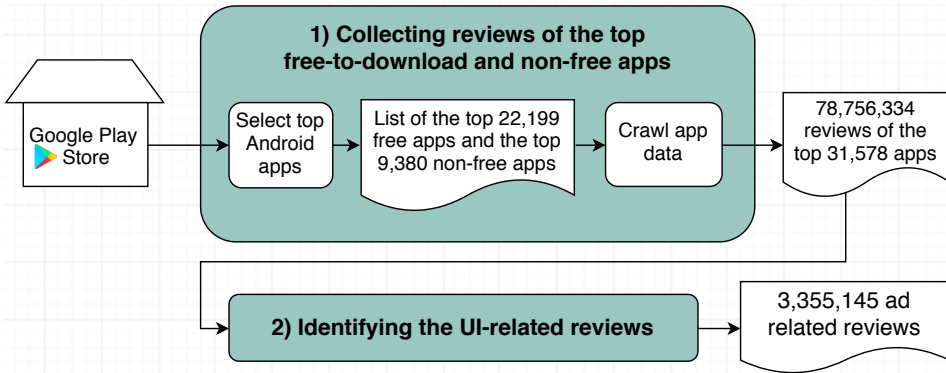 1) Collecting reviews of the top
free-to-download and non-free apps
Google Play
Store
Select top
Android
apps
List of the top 22,199
free apps and the top
9,380 non-free apps
Crawl app
data
78,756,334
reviews of the
top 31,578 apps
2) Identifying the UI-related reviews
3,355,145 ad
related reviews